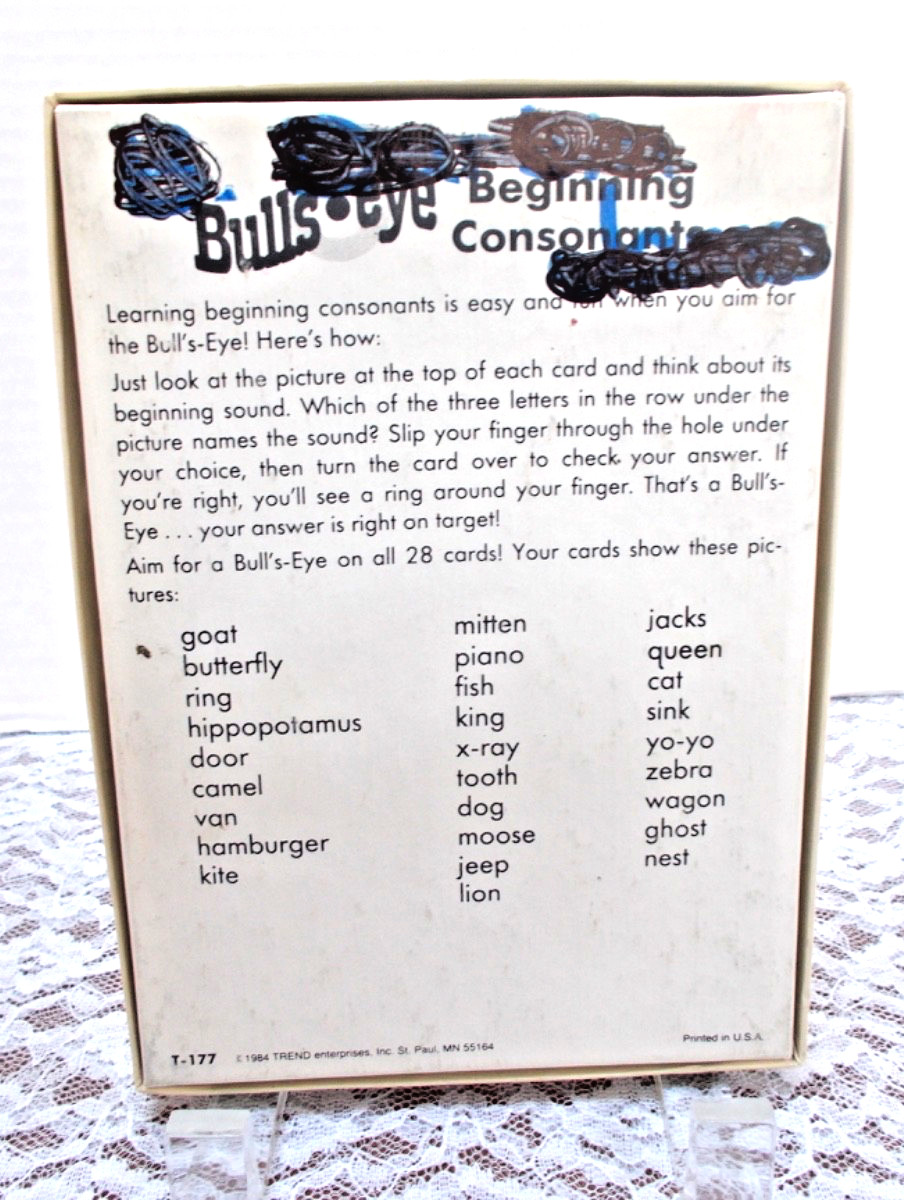 Bulls•eye Beginning
Consonants
Learning beginning consonants is easy and fun when you aim for
the Bull's-Eye! Here's how:
Just look at the picture at the top of each card and think about its
beginning sound. Which of the three letters in the row under the
picture names the sound? Slip your finger through the hole under
your choice, then turn the card over to check your answer. If
you're right, you'll see a ring around your finger. That's a Bull's-
Eye . . . your answer is right on target!
Aim for a Bull's-Eye on all 28 cards! Your cards show these pic-
tures:
goat
butterfly
ring
hippopotamus
door
camel
van
hamburger
kite
mitten
piano
fish
king
x-ray
tooth
dog
moose
jeep
lion
jacks
queen
cat
sink
yo-yo
zebra
wagon
ghost
nest
T-177 © 1984 TREND enterprises, Inc. St. Paul, MN 55164
Printed in U.S.A.